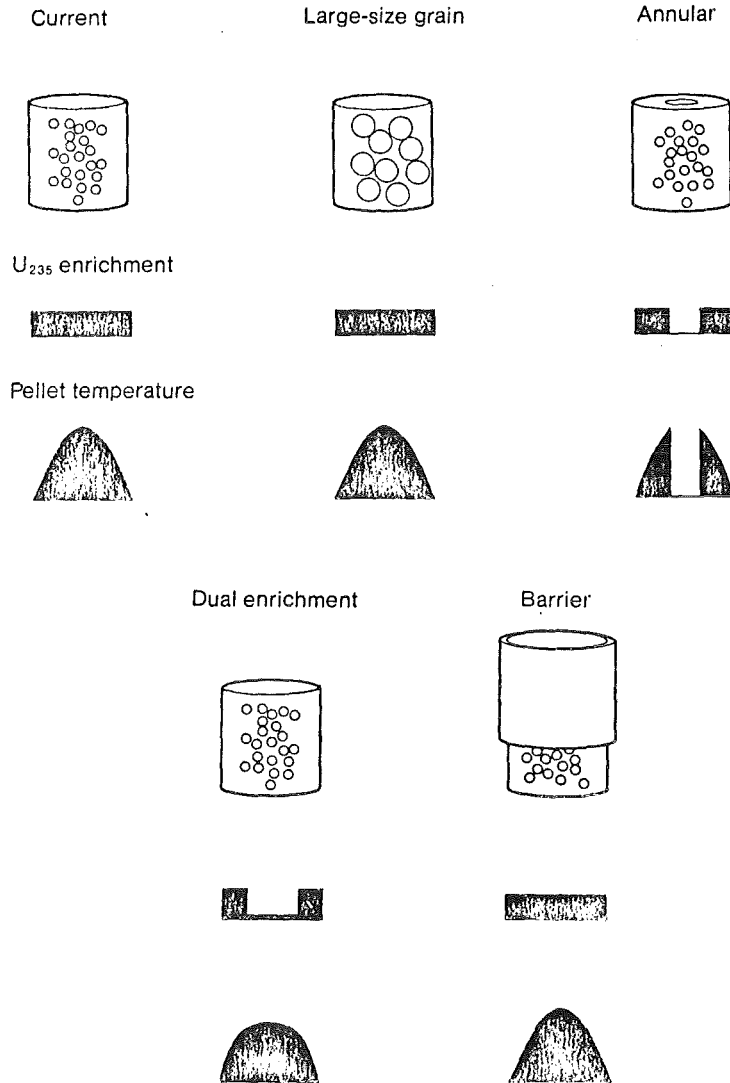 Current Large-size grain Annular
U₂₃₅ enrichment
Pellet temperature
Dual enrichment Barrier